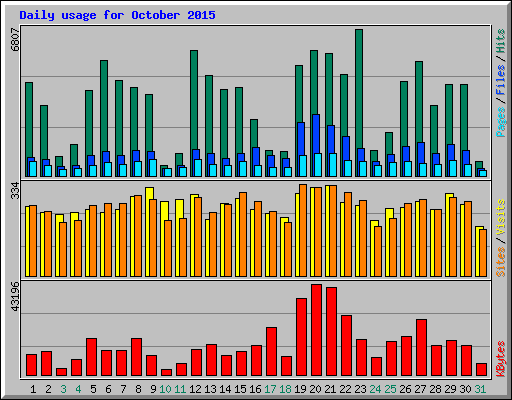 Daily usage for October 2015
6807
Pages / Files / Hits
334
Sites / Visits
43196
KBytes
1 2 3 4 5 6 7 8 9 10 11 12 13 14 15 16 17 18 19 20 21 22 23 24 25 26 27 28 29 30 31